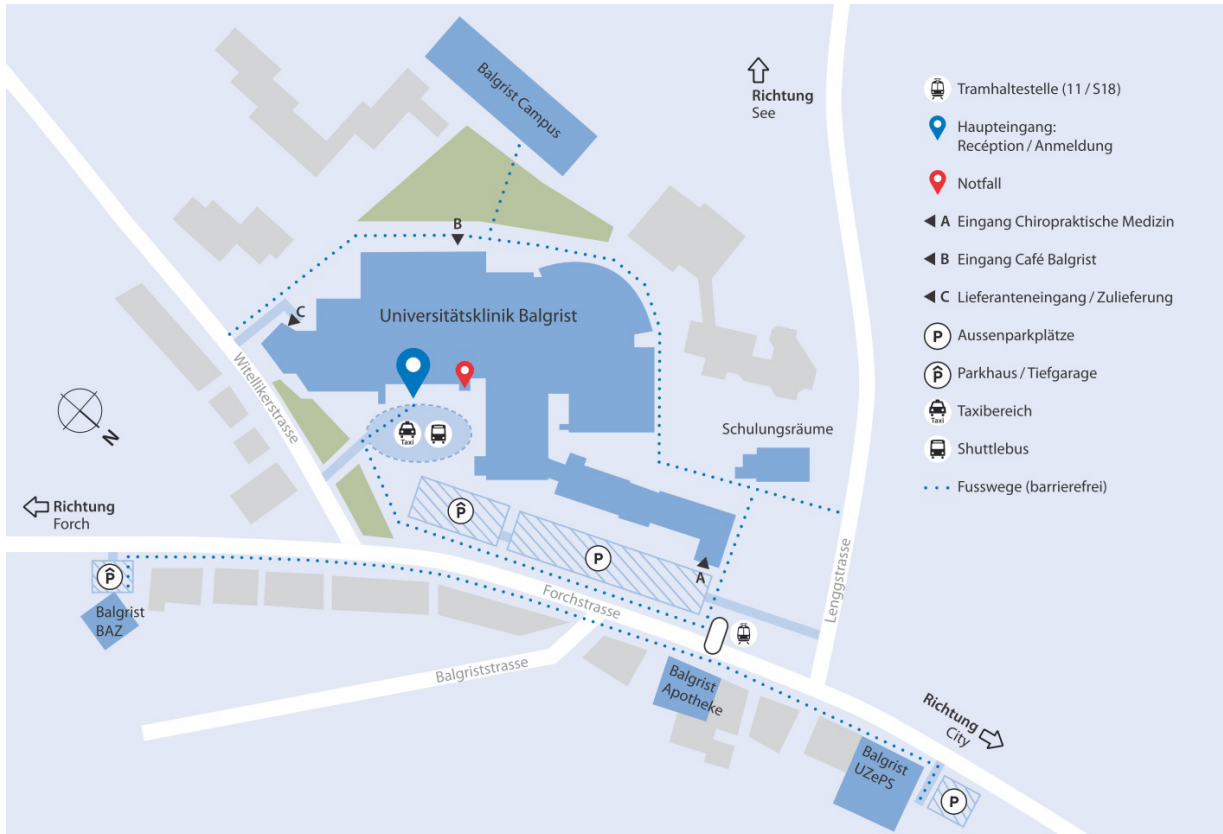 Balgrist Campus
Richtung
See
B
C
Universitätsklinik Balgrist
Witellikerstrasse
N
Taxi
Schulungsräume
Richtung
Forch
P
P
P
A
Balgrist
BAZ
Forchstrasse
Lenggstrasse
Balgriststrasse
Balgrist
Apotheke
Richtung
City
Balgrist
UZePS
P
Tramhaltestelle (11 / S18)
Haupteingang:
Recéption / Anmeldung
Notfall
A Eingang Chiropraktische Medizin
B Eingang Café Balgrist
C Lieferanteneingang / Zulieferung
P Aussenparkplätze
P Parkhaus / Tiefgarage
Taxi Taxibereich
Shuttlebus
Fusswege (barrierefrei)